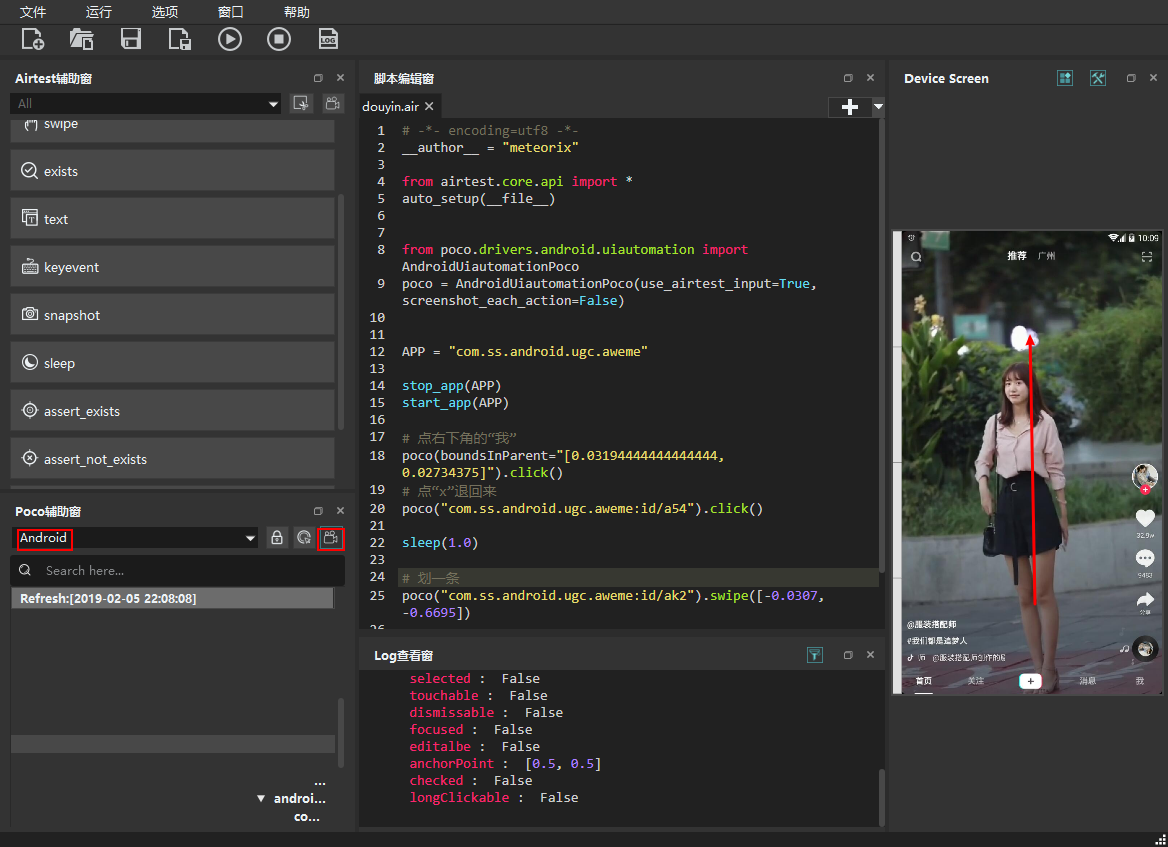 文件 运行 选项 窗口 帮助
LOG
Airtest辅助窗
All
swipe
exists
text
keyevent
snapshot
sleep
assert_exists
assert_not_exists
Poco辅助窗
Android
Search here...
Refresh:[2019-02-05 22:08:08]
...
androi...
co...
脚本编辑窗
douyin.air
1 # -*- encoding=utf8 -*-
2 __author__ = "meteorix"
3
4 from airtest.core.api import *
5 auto_setup(__file__)
6
7
8 from poco.drivers.android.uiautomation import
AndroidUiautomationPoco
9 poco = AndroidUiautomationPoco(use_airtest_input=True,
screenshot_each_action=False)
10
11
12 APP = "com.ss.android.ugc.aweme"
13
14 stop_app(APP)
15 start_app(APP)
16
17 # 点右下角的“我”
18 poco(boundsInParent="[0.03194444444444444,
0.02734375]").click()
19 # 点“x”退回来
20 poco("com.ss.android.ugc.aweme:id/a54").click()
21
22 sleep(1.0)
23
24 # 划一条
25 poco("com.ss.android.ugc.aweme:id/ak2").swipe([-0.0307,
-0.6695])
26
Log查看窗
selected : False
touchable : False
dismissable : False
focused : False
editalbe : False
anchorPoint : [0.5, 0.5]
checked : False
longClickable : False
Device Screen
10:09
推荐 广州
32.9w
9483
分享
@服装搭配师
#我们都是追梦人
师 @服装搭配师创作的原
首页 关注 消息 我